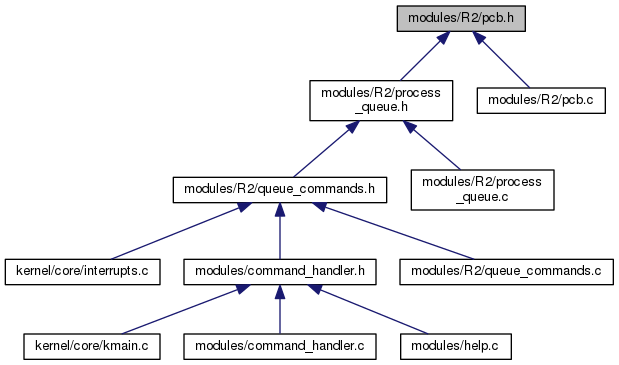 modules/R2/pcb.h
modules/R2/process
_queue.h
modules/R2/pcb.c
modules/R2/queue_commands.h
modules/R2/process
_queue.c
kernel/core/interrupts.c
modules/command_handler.h
modules/R2/queue_commands.c
kernel/core/kmain.c
modules/command_handler.c
modules/help.c